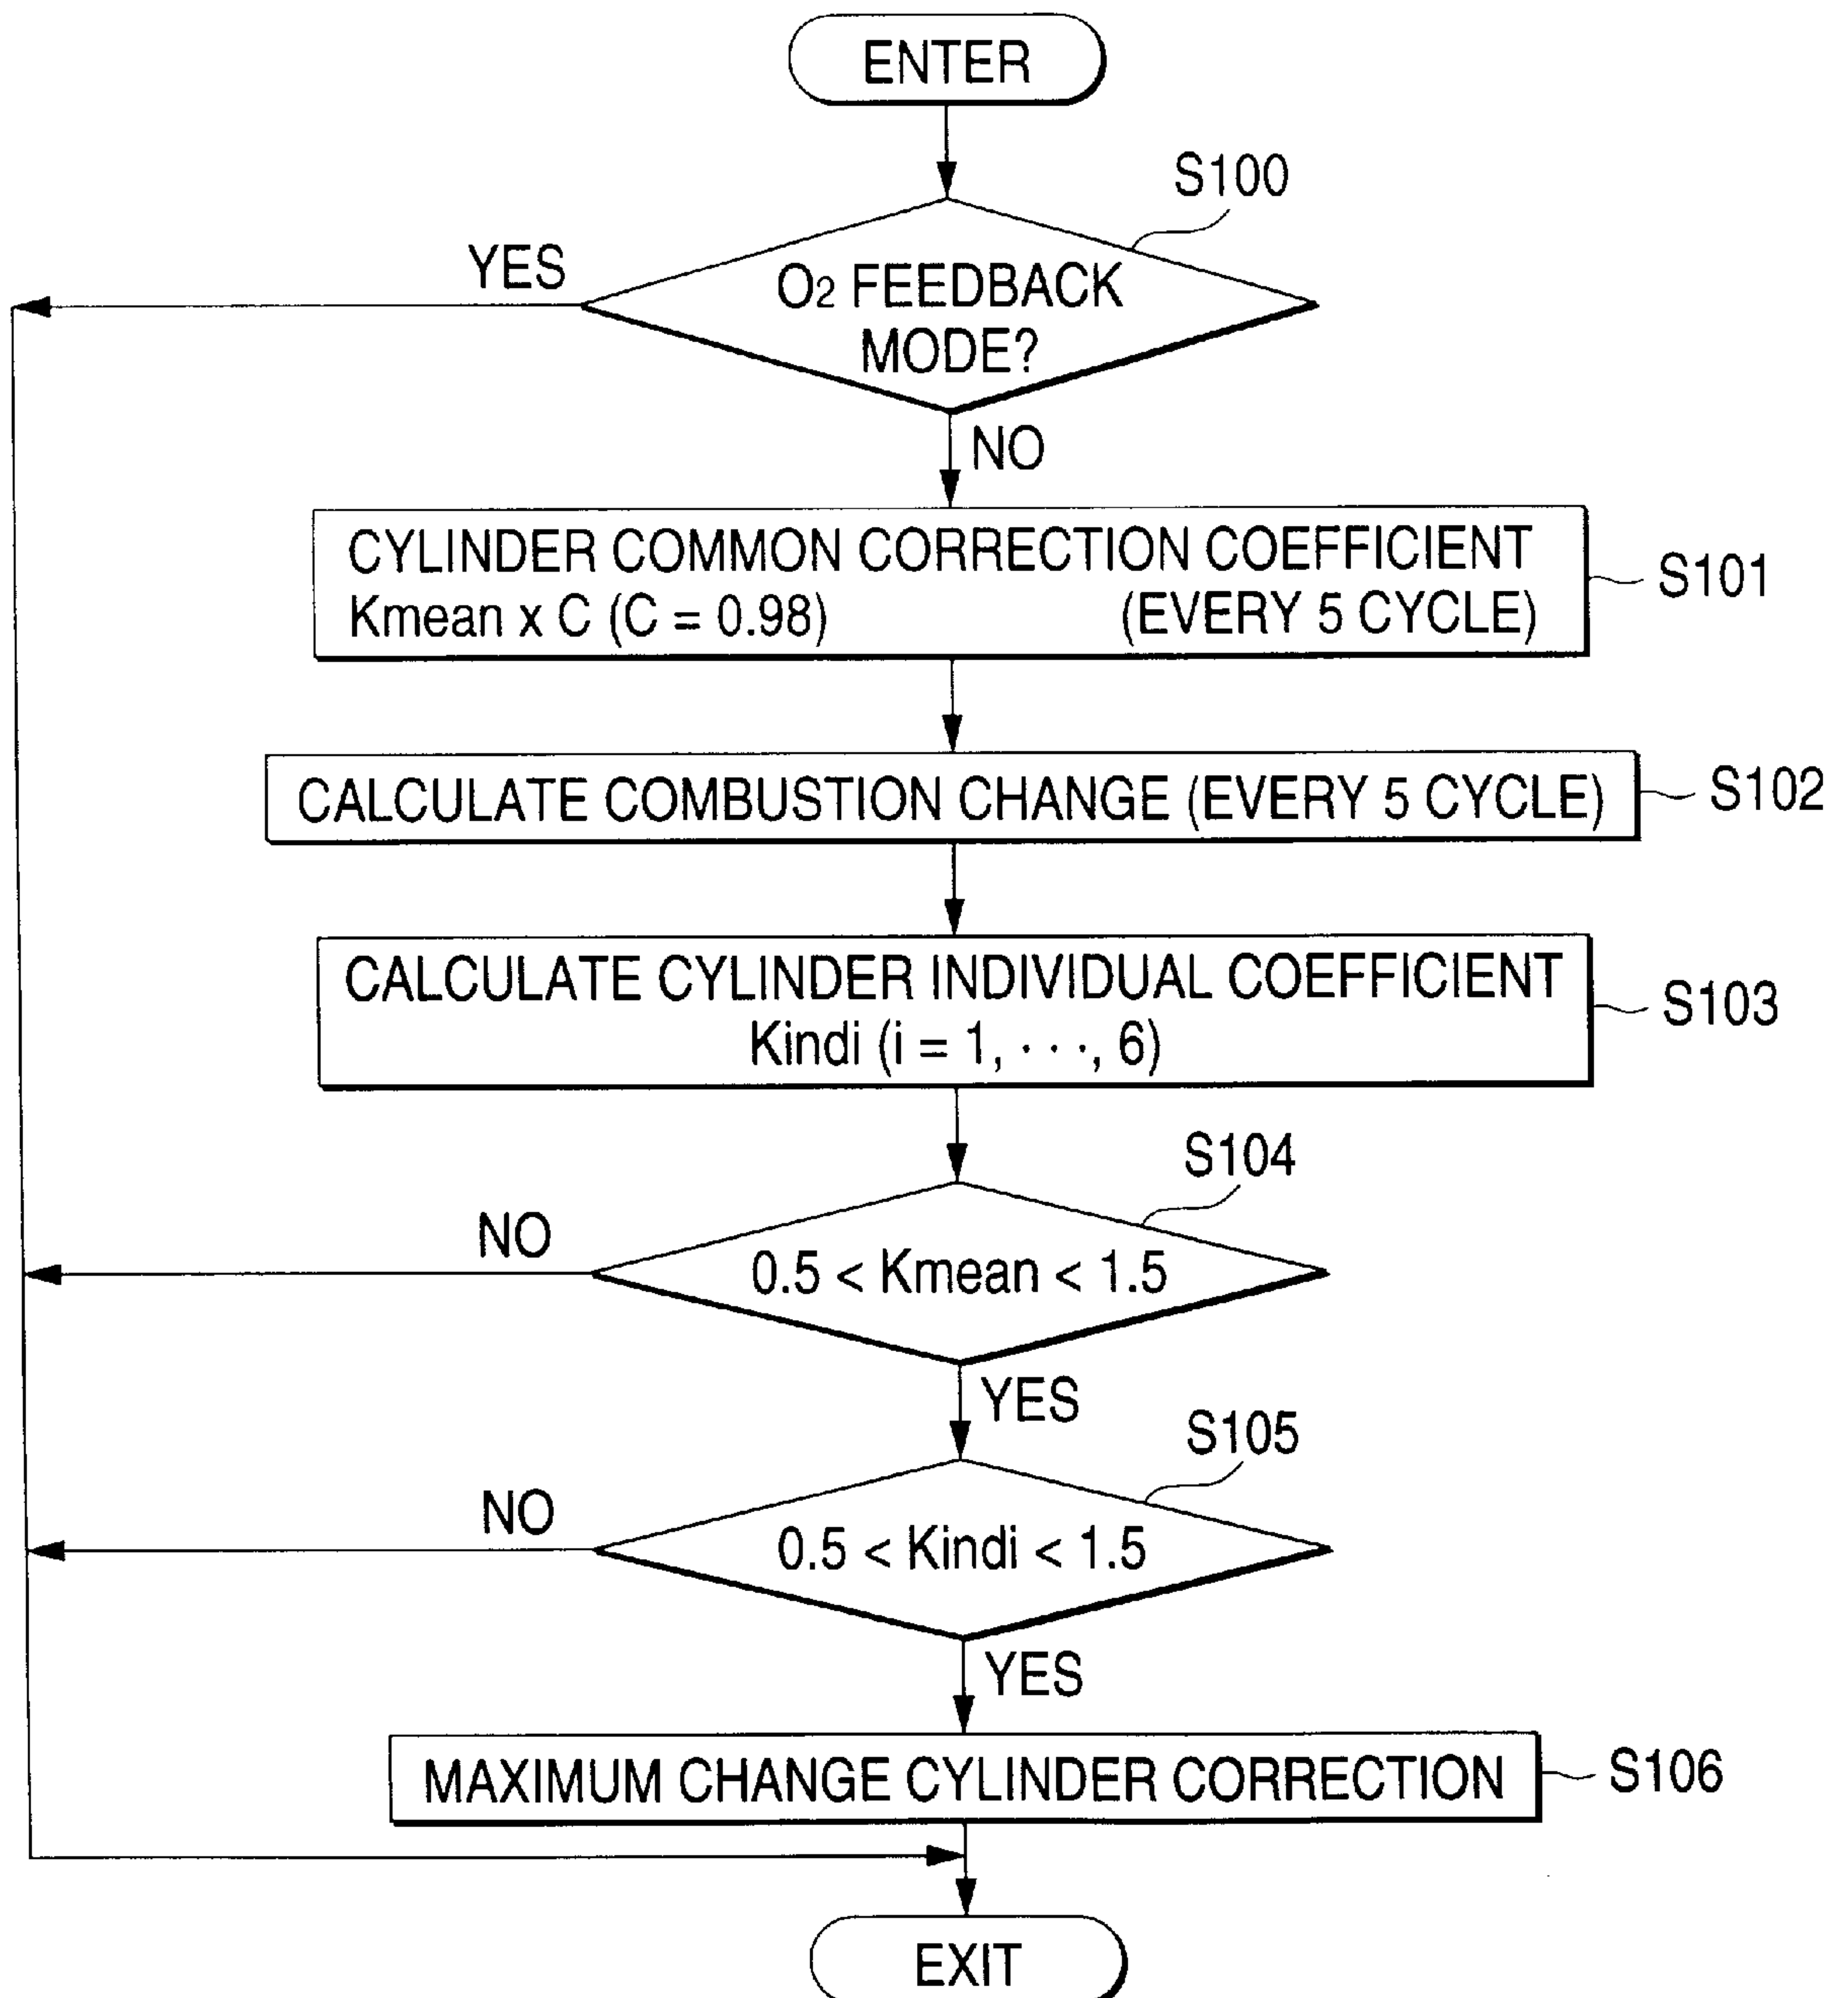 ENTER
S100
YES
O2 FEEDBACK
MODE?
NO
CYLINDER COMMON CORRECTION COEFFICIENT
Kmean x C (C = 0.98) (EVERY 5 CYCLE)
S101
CALCULATE COMBUSTION CHANGE (EVERY 5 CYCLE)
S102
CALCULATE CYLINDER INDIVIDUAL COEFFICIENT
Kindi (i = 1, · · ·, 6)
S103
S104
NO
0.5 < Kmean < 1.5
YES
S105
NO
0.5 < Kindi < 1.5
YES
MAXIMUM CHANGE CYLINDER CORRECTION
S106
EXIT